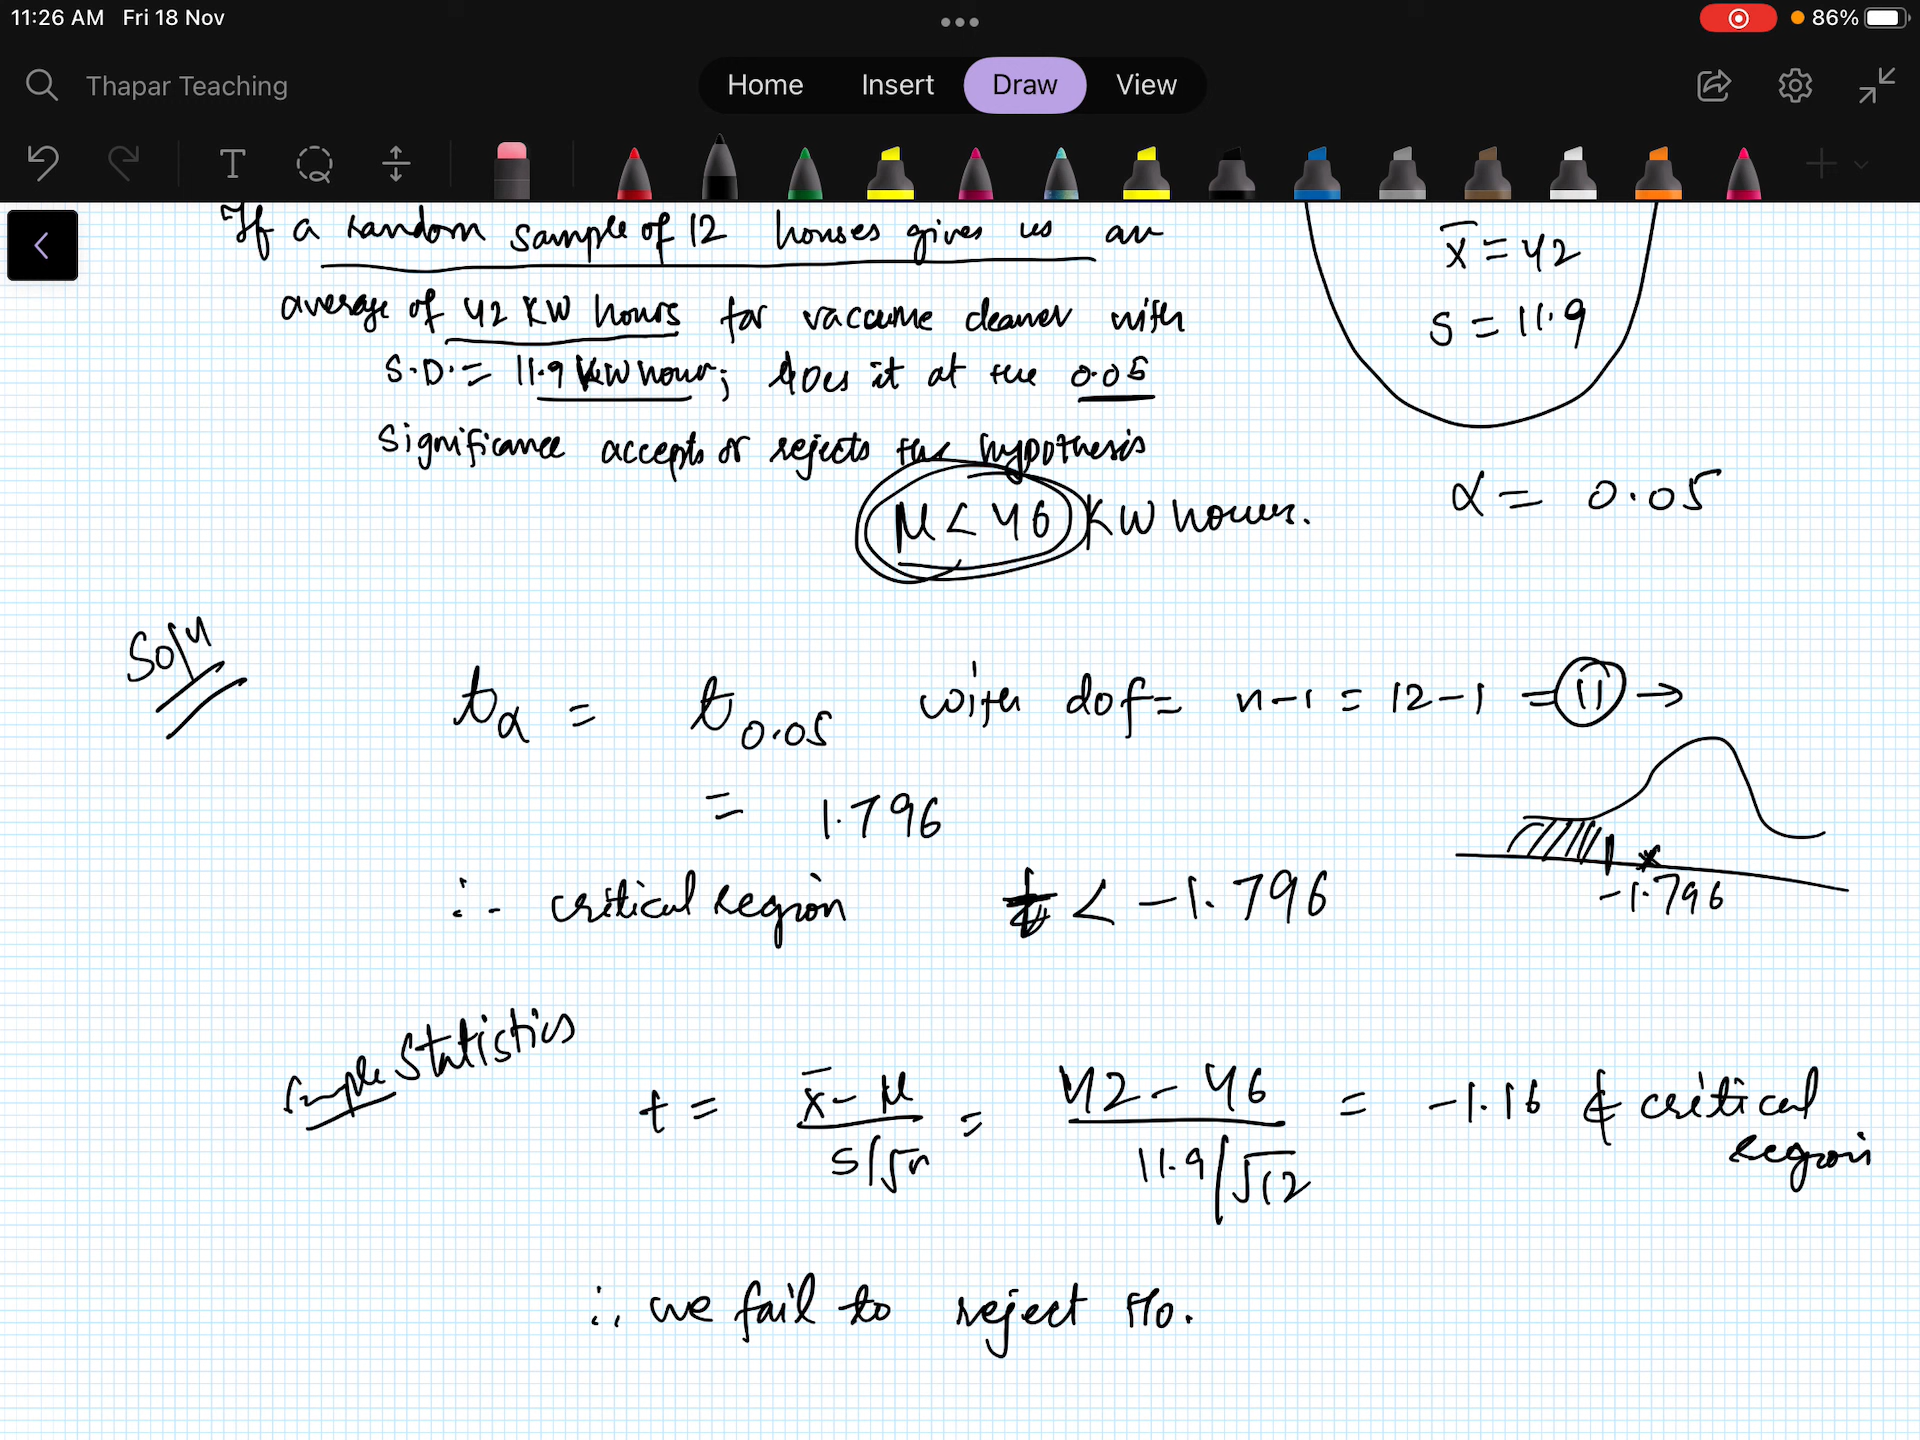 11:26 AM Fri 18 Nov
86%
Thapar Teaching
Home Insert Draw View
T
If a random sample of 12 houses gives us an
average of 42 KW hours for vaccume cleaner with
S.D. = 11.9 KW hour; does it at the 0.05
Significance accepts or rejects the hypothesis
μ < 46 KW hours.
x̄ = 42
S = 11.9
α = 0.05
Soln
tα = t0.05 with dof = n-1 = 12-1 = 11 →
= 1.796
∴ critical region t < -1.796
-1.796
Sample Statistics
t = x̄ - μ / s/√n = 42 - 46 / 11.9/√12 = -1.16 ∉ critical
region
∴ we fail to reject H0.